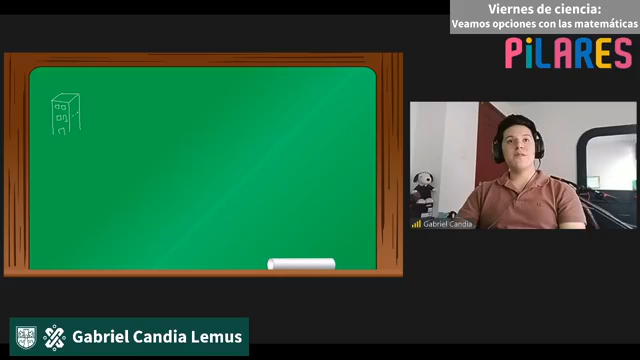 Viernes de ciencia:
Veamos opciones con las matemáticas
PiLARES
Gabriel Candia
Gabriel Candia Lemus